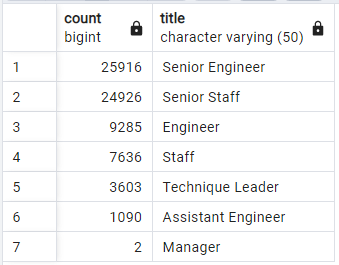 count title
bigint character varying (50)
1 25916 Senior Engineer
2 24926 Senior Staff
3 9285 Engineer
4 7636 Staff
5 3603 Technique Leader
6 1090 Assistant Engineer
7 2 Manager